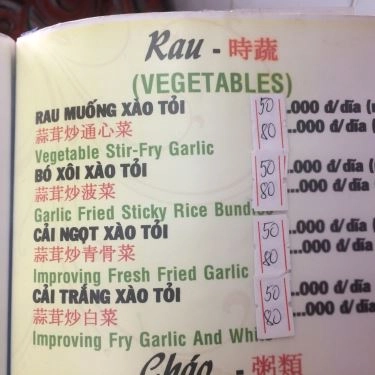 Rau - 時蔬
(VEGETABLES)
RAU MUỐNG XÀO TỎI 50 ..000 đ/dĩa (
蒜茸炒通心菜 80 ...000 đ/dĩa (
Vegetable Stir-Fry Garlic
BÓ XÔI XÀO TỎI 50 ..000 đ/dĩa (
蒜茸炒菠菜 80 ...000 đ/dĩa
Garlic Fried Sticky Rice
CẢI NGỌT XÀO TỎI 50 ..000 đ/dĩa
蒜茸炒青骨菜 80 ...000 đ/dĩa
Improving Fresh Fried Garlic
CẢI TRẮNG XÀO TỎI 50 ..000 đ/dĩa
蒜茸炒白菜 80 ...000 đ/
Improving Fry Garlic And
Cháo - 粥類